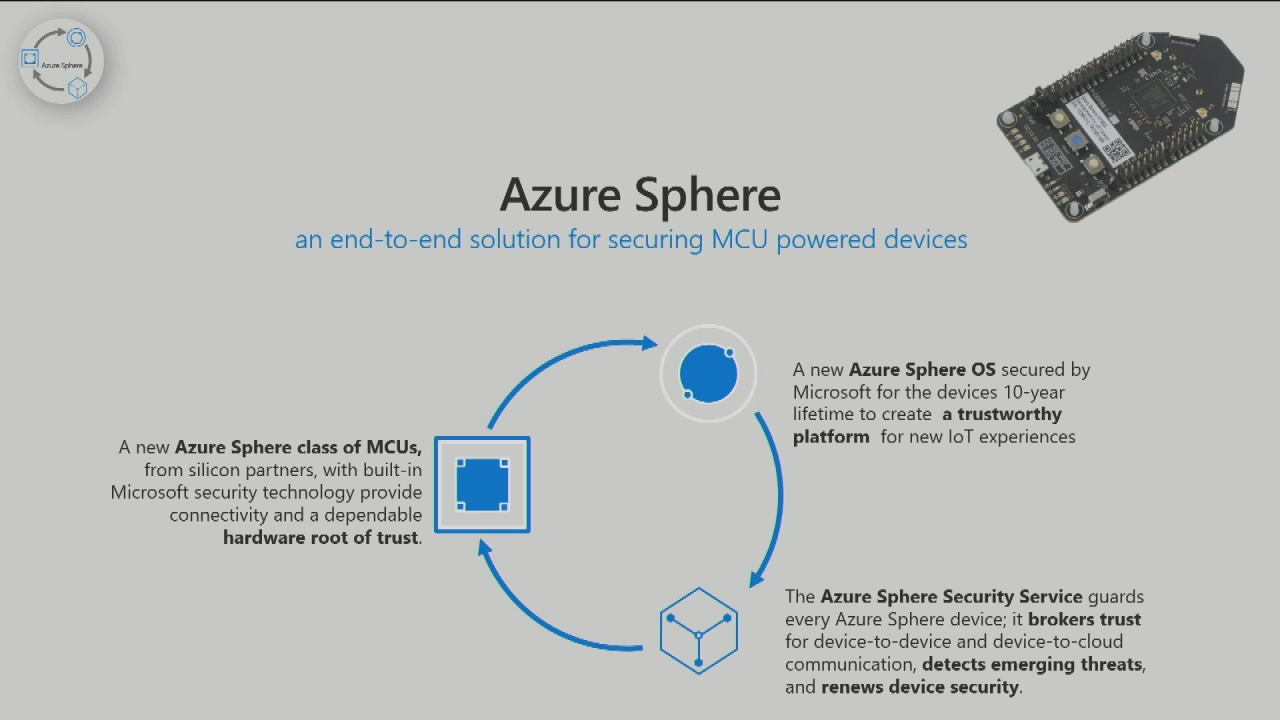 Azure Sphere
Azure Sphere
an end-to-end solution for securing MCU powered devices
A new Azure Sphere OS secured by
Microsoft for the devices 10-year
lifetime to create a trustworthy
platform for new IoT experiences
A new Azure Sphere class of MCUs,
from silicon partners, with built-in
Microsoft security technology provide
connectivity and a dependable
hardware root of trust.
The Azure Sphere Security Service guards
every Azure Sphere device; it brokers trust
for device-to-device and device-to-cloud
communication, detects emerging threats,
and renews device security.